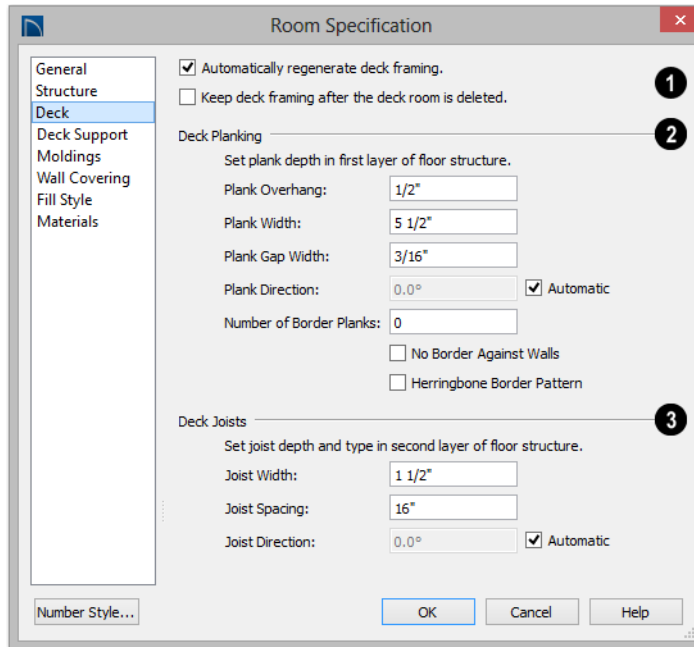 Room Specification
General
Structure
Deck
Deck Support
Moldings
Wall Covering
Fill Style
Materials
Automatically regenerate deck framing.
Keep deck framing after the deck room is deleted.
1
Deck Planking
2
Set plank depth in first layer of floor structure.
Plank Overhang: 1/2"
Plank Width: 5 1/2"
Plank Gap Width: 3/16"
Plank Direction: 0.0° Automatic
Number of Border Planks: 0
No Border Against Walls
Herringbone Border Pattern
Deck Joists
3
Set joist depth and type in second layer of floor structure.
Joist Width: 1 1/2"
Joist Spacing: 16"
Joist Direction: 0.0° Automatic
Number Style... OK Cancel Help